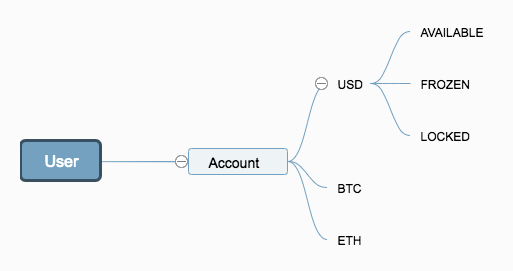 User
Account
USD
AVAILABLE
FROZEN
LOCKED
BTC
ETH